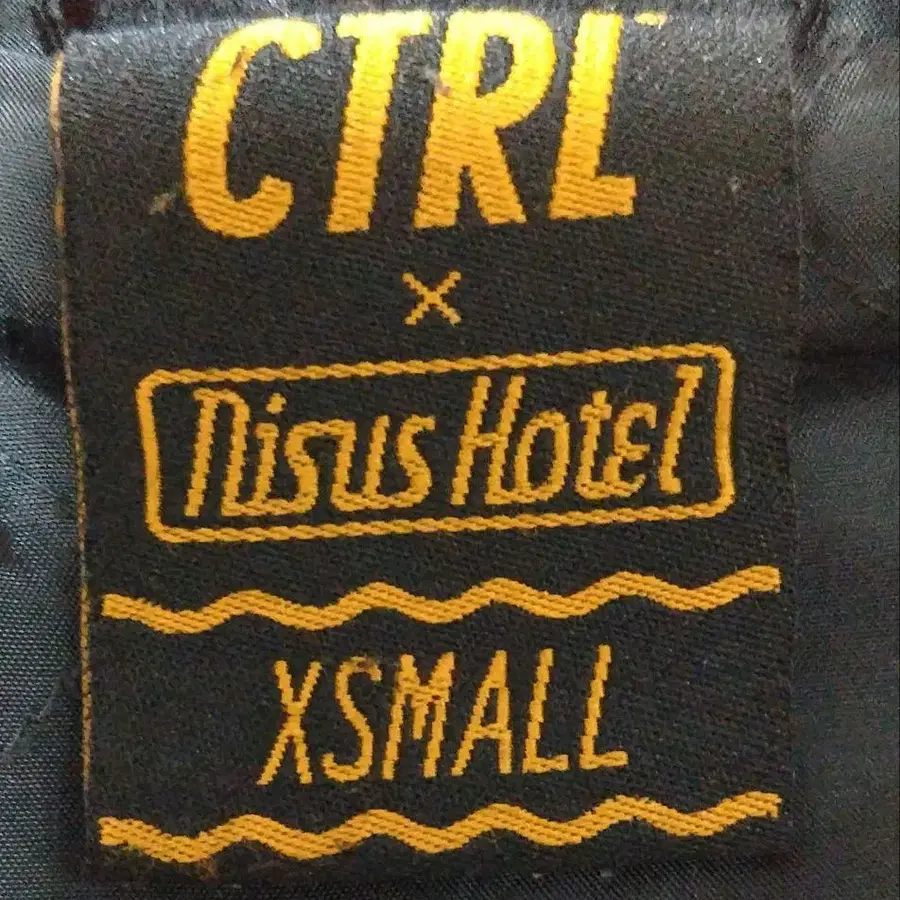 CTRL
×
Nisus Hotel
XSMALL